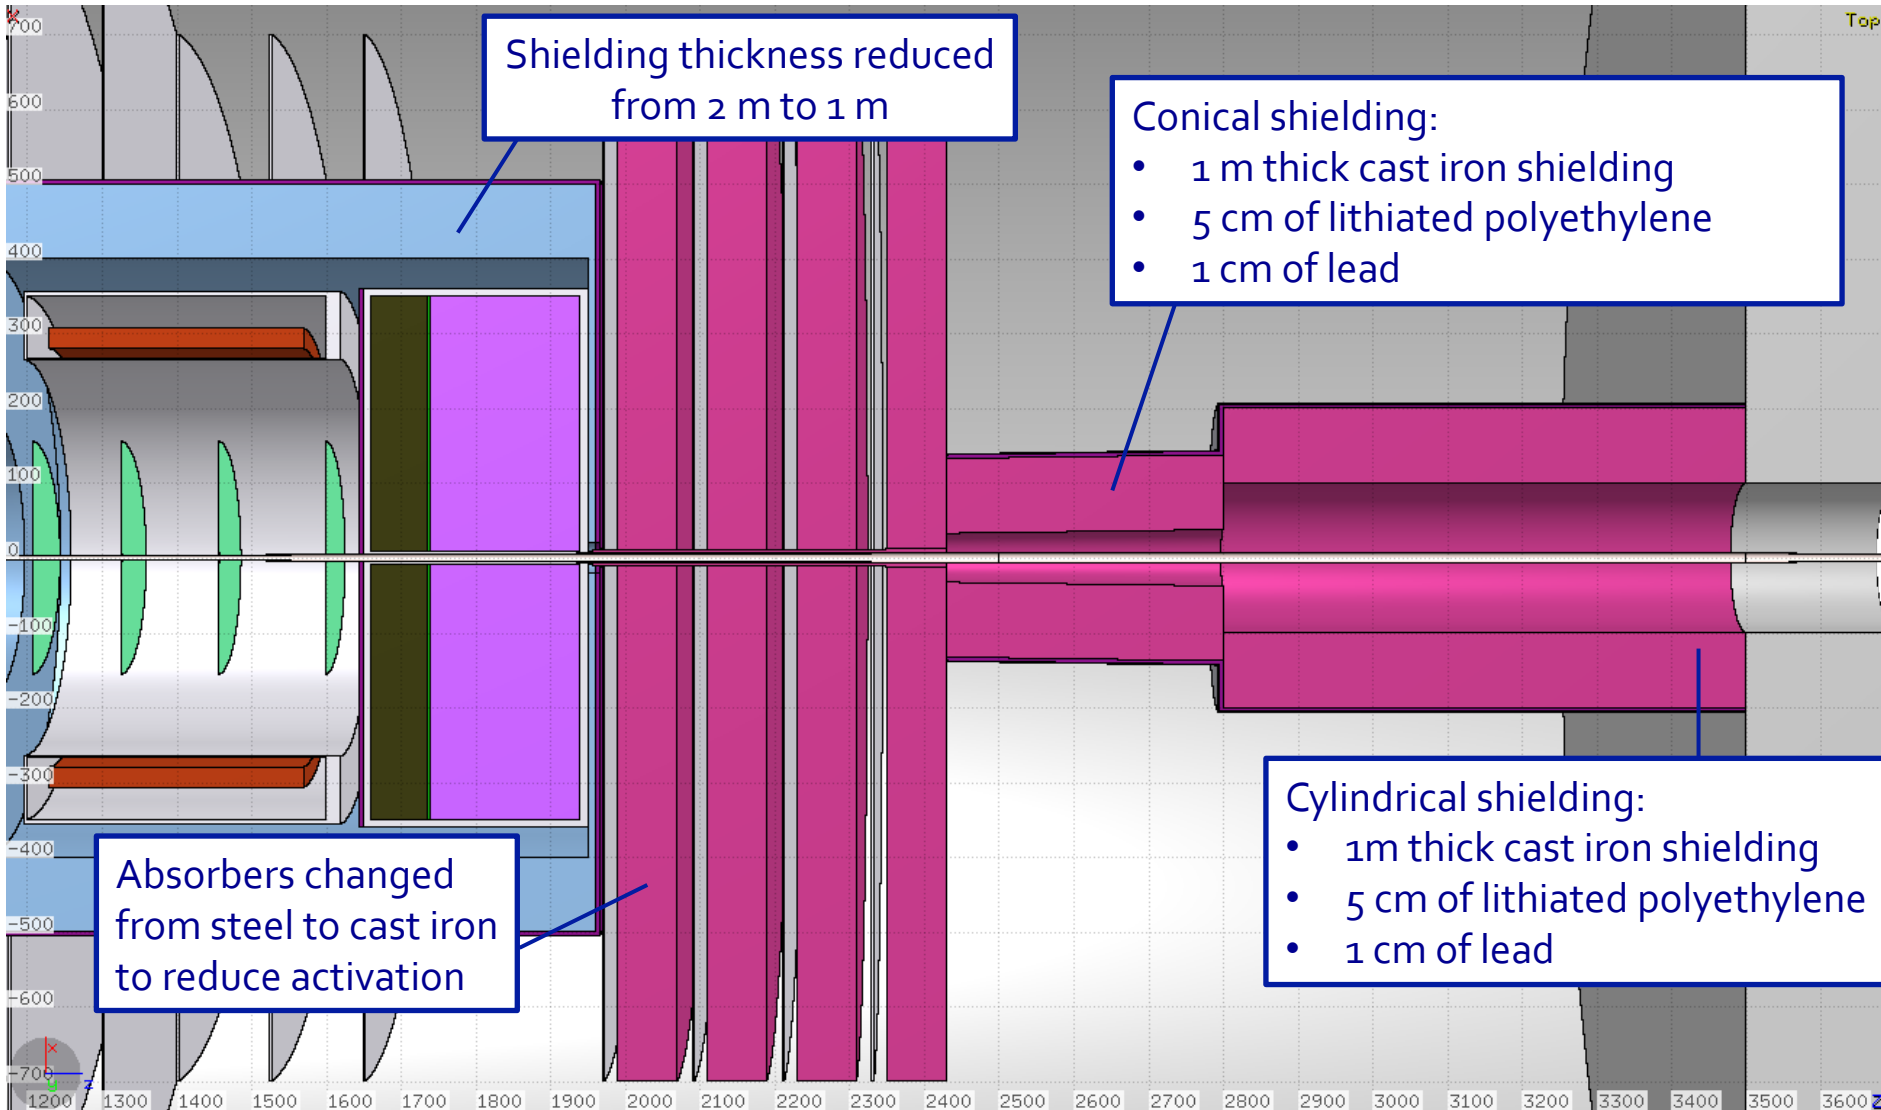 x
Top
700
600
500
400
300
200
100
0
-100
-200
-300
-400
-500
-600
-700
Shielding thickness reduced
from 2 m to 1 m
Conical shielding:
• 1 m thick cast iron shielding
• 5 cm of lithiated polyethylene
• 1 cm of lead
Absorbers changed
from steel to cast iron
to reduce activation
Cylindrical shielding:
• 1m thick cast iron shielding
• 5 cm of lithiated polyethylene
• 1 cm of lead
x
y
z
1200 1300 1400 1500 1600 1700 1800 1900 2000 2100 2200 2300 2400 2500 2600 2700 2800 2900 3000 3100 3200 3300 3400 3500 3600 z